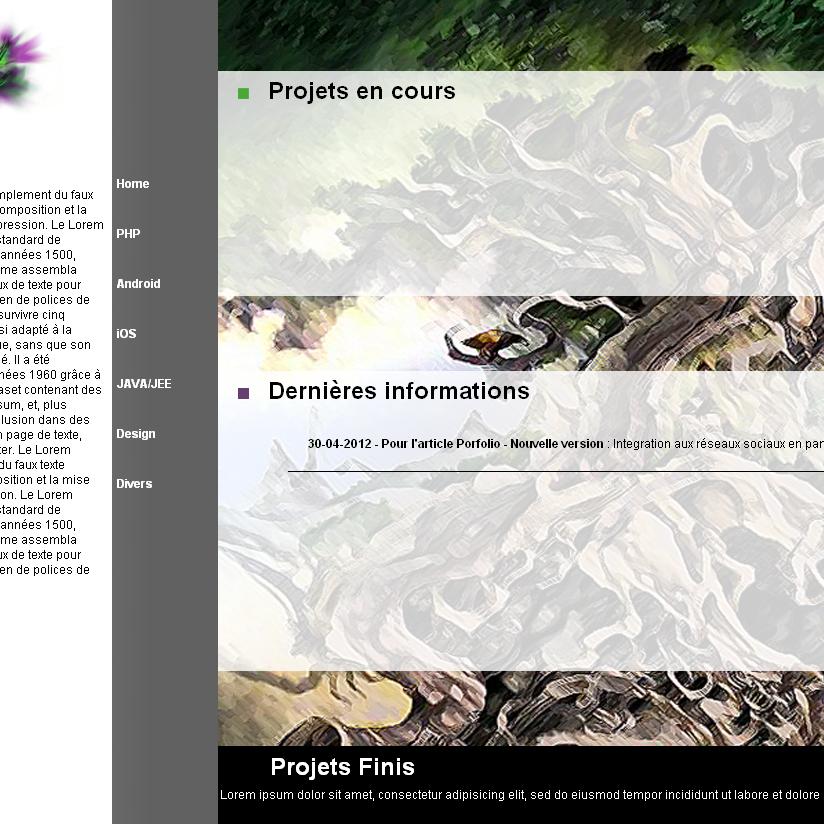 mplement du faux
omposition et la
pression. Le Lorem
standard de
années 1500,
me assembla
ux de texte pour
en de polices de
survivre cinq
si adapté à la
ue, sans que son
é. Il a été
nées 1960 grâce à
aset contenant des
sum, et, plus
lusion dans des
n page de texte,
ter. Le Lorem
du faux texte
osition et la mise
on. Le Lorem
standard de
années 1500,
me assembla
ux de texte pour
en de polices de
Home
PHP
Android
iOS
JAVA/JEE
Design
Divers
Projets en cours
Dernières informations
30-04-2012 - Pour l'article Porfolio - Nouvelle version : Integration aux réseaux sociaux en par
Projets Finis
Lorem ipsum dolor sit amet, consectetur adipisicing elit, sed do eiusmod tempor incididunt ut labore et dolore